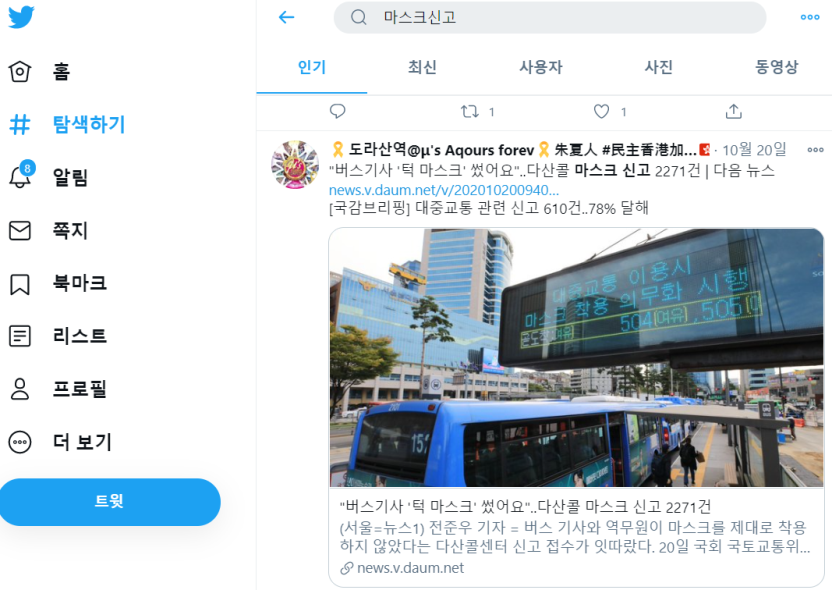 마스크신고
홈
탐색하기
8
알림
쪽지
북마크
리스트
프로필
더 보기
트윗
인기
최신
사용자
사진
동영상
1
1
도라산역@μ's Aqours forev 朱夏人 #民主香港加... · 10월 20일
"버스기사 '턱 마스크' 썼어요"..다산콜 마스크 신고 2271건 | 다음 뉴스
news.v.daum.net/v/202010200940...
[국감브리핑] 대중교통 관련 신고 610건..78% 달해
대중교통 이용시
마스크 착용 의무화 시행
504(여유),505(
151
"버스기사 '턱 마스크' 썼어요"..다산콜 마스크 신고 2271건
(서울=뉴스1) 전준우 기자 = 버스 기사와 역무원이 마스크를 제대로 착용
하지 않았다는 다산콜센터 신고 접수가 잇따랐다. 20일 국회 국토교통위...
news.v.daum.net